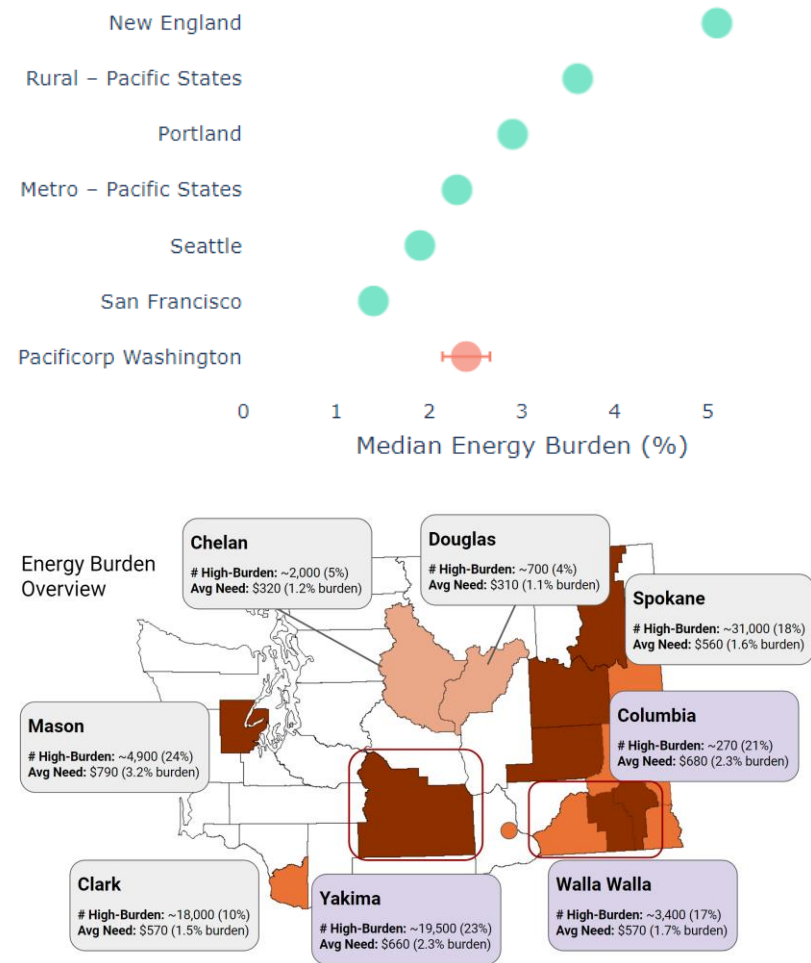 New England
Rural – Pacific States
Portland
Metro – Pacific States
Seattle
San Francisco
Pacificorp Washington
0 1 2 3 4 5
Median Energy Burden (%)
Energy Burden
Overview
Chelan
# High-Burden: ~2,000 (5%)
Avg Need: $320 (1.2% burden)
Douglas
# High-Burden: ~700 (4%)
Avg Need: $310 (1.1% burden)
Spokane
# High-Burden: ~31,000 (18%)
Avg Need: $560 (1.6% burden)
Mason
# High-Burden: ~4,900 (24%)
Avg Need: $790 (3.2% burden)
Columbia
# High-Burden: ~270 (21%)
Avg Need: $680 (2.3% burden)
Clark
# High-Burden: ~18,000 (10%)
Avg Need: $570 (1.5% burden)
Yakima
# High-Burden: ~19,500 (23%)
Avg Need: $660 (2.3% burden)
Walla Walla
# High-Burden: ~3,400 (17%)
Avg Need: $570 (1.7% burden)